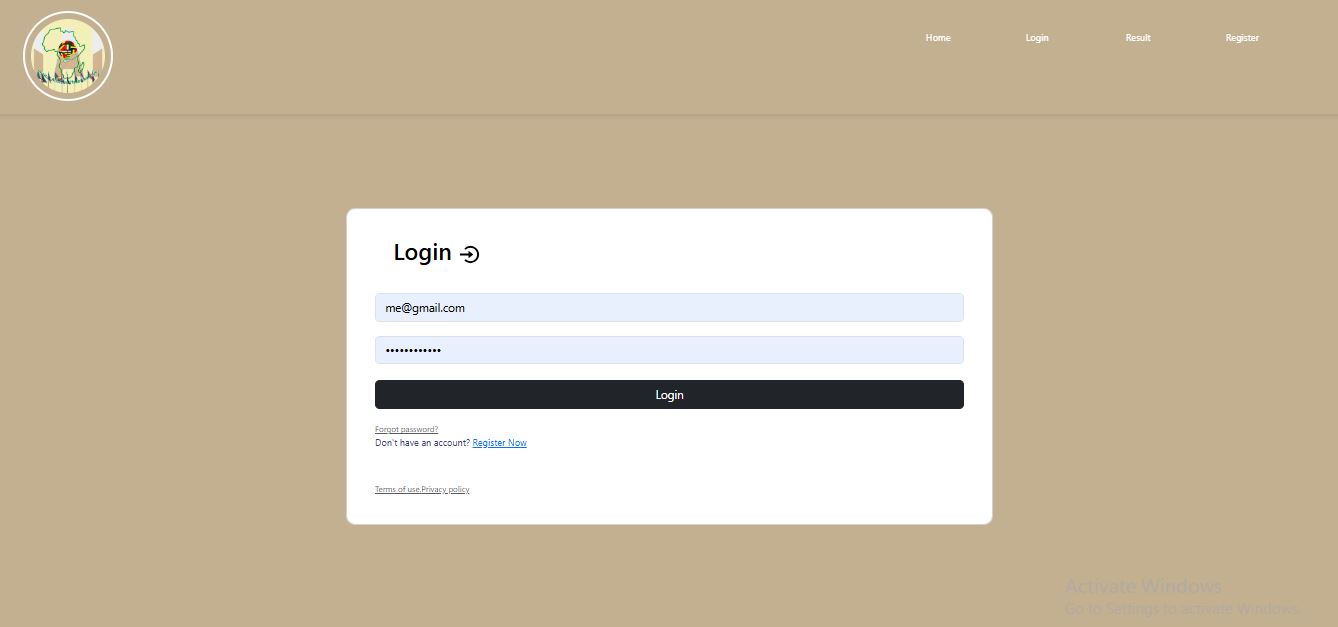 Home Login Result Register
Login
me@gmail.com
••••••••••••
Login
Forgot password?
Don't have an account? Register Now
Terms of use.Privacy policy
Activate Windows
Go to Settings to activate Windows.